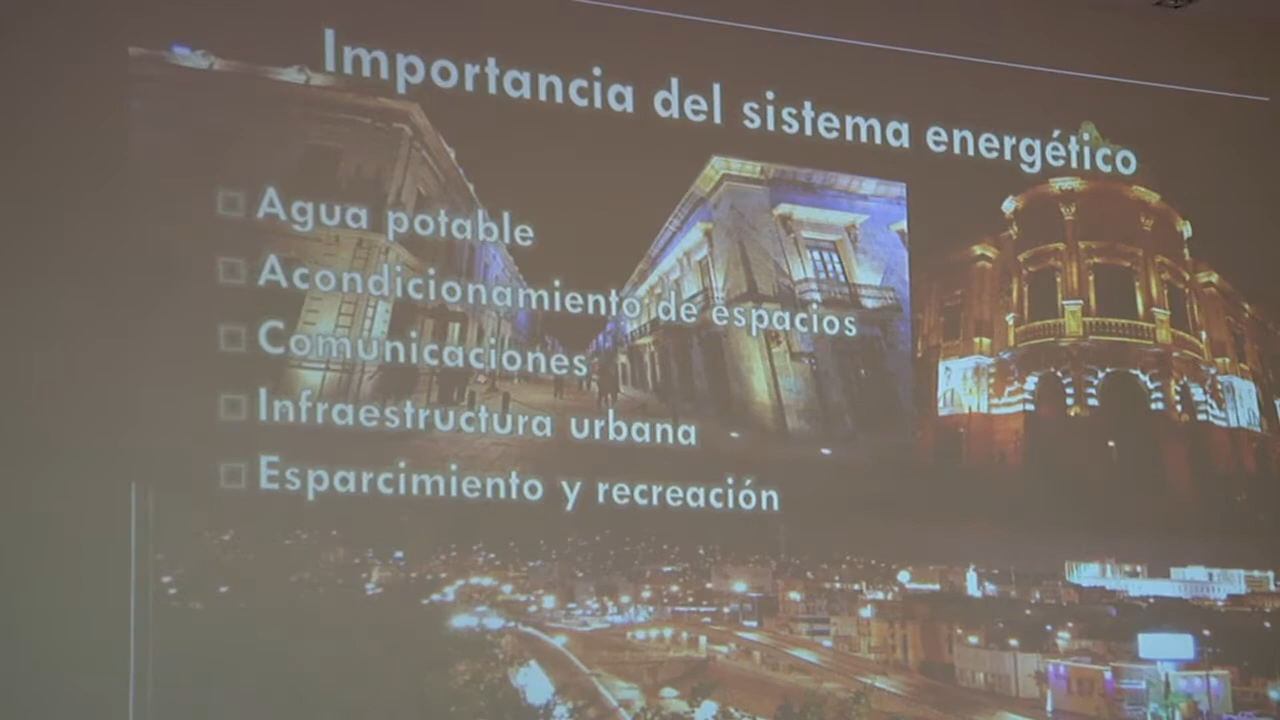 Importancia del sistema energético
Agua potable
Acondicionamiento de espacios
Comunicaciones
Infraestructura urbana
Esparcimiento y recreación